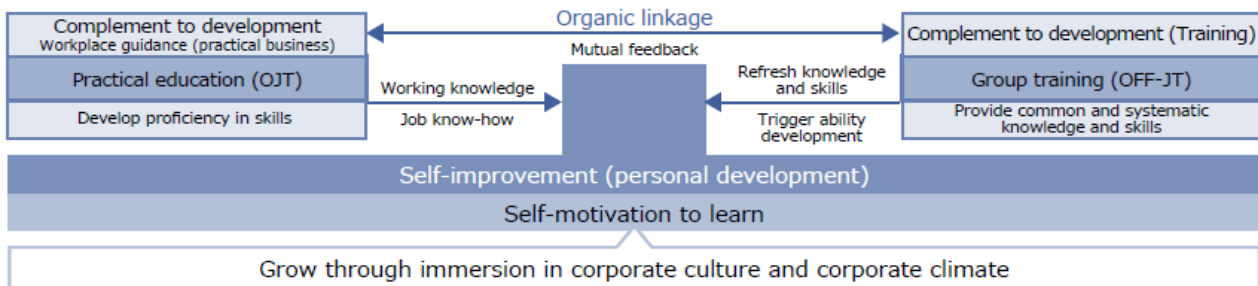 Complement to development
Workplace guidance (practical business)
Practical education (OJT)
Develop proficiency in skills
Organic linkage
Mutual feedback
Working knowledge
Job know-how
Refresh knowledge
and skills
Trigger ability
development
Complement to development (Training)
Group training (OFF-JT)
Provide common and systematic
knowledge and skills
Self-improvement (personal development)
Self-motivation to learn
Grow through immersion in corporate culture and corporate climate